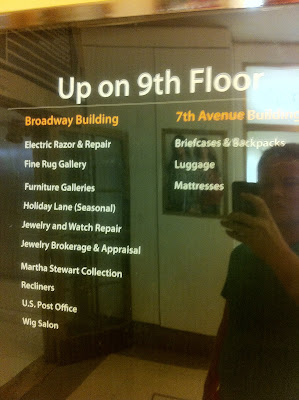 Up on 9th Floor
Broadway Building
Electric Razor & Repair
Fine Rug Gallery
Furniture Galleries
Holiday Lane (Seasonal)
Jewelry and Watch Repair
Jewelry Brokerage & Appraisal
Martha Stewart Collection
Recliners
U.S. Post Office
Wig Salon
7th Avenue Building
Briefcases & Backpacks
Luggage
Mattresses